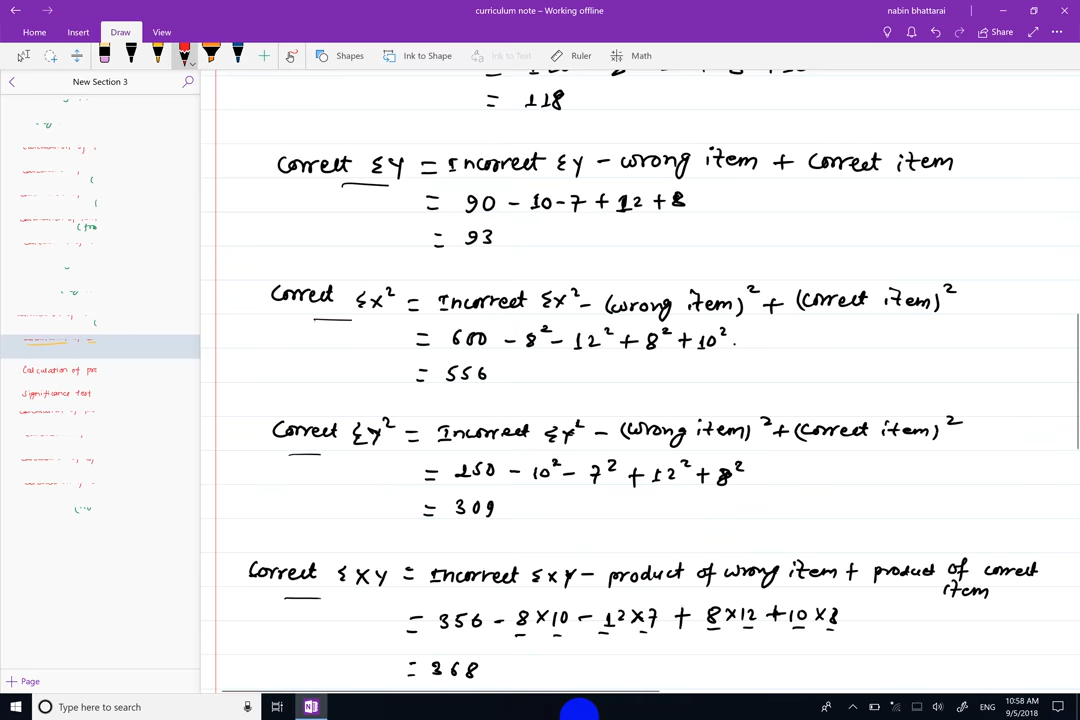 curriculum note – Working offline
nabin bhattarai
Home Insert Draw View
Share
Shapes Ink to Shape Ink to Text Ruler Math
New Section 3
= 118
Correct ΣY = Incorrect ΣY - wrong item + correct item
= 90 - 10 - 7 + 12 + 8
= 93
Correct ΣX² = Incorrect ΣX² - (wrong item)² + (correct item)²
= 600 - 8² - 12² + 8² + 10².
= 556
Correct ΣY² = Incorrect ΣY² - (wrong item)² + (correct item)²
= 250 - 10² - 7² + 12² + 8²
= 309
Correct ΣXY = Incorrect ΣXY - product of wrong item + product of correct
item
= 356 - 8×10 - 12×7 + 8×12 + 10×8
= 368
Calculation of pr
Significance test
+ Page
Type here to search
ENG
10:58 AM
9/5/2018